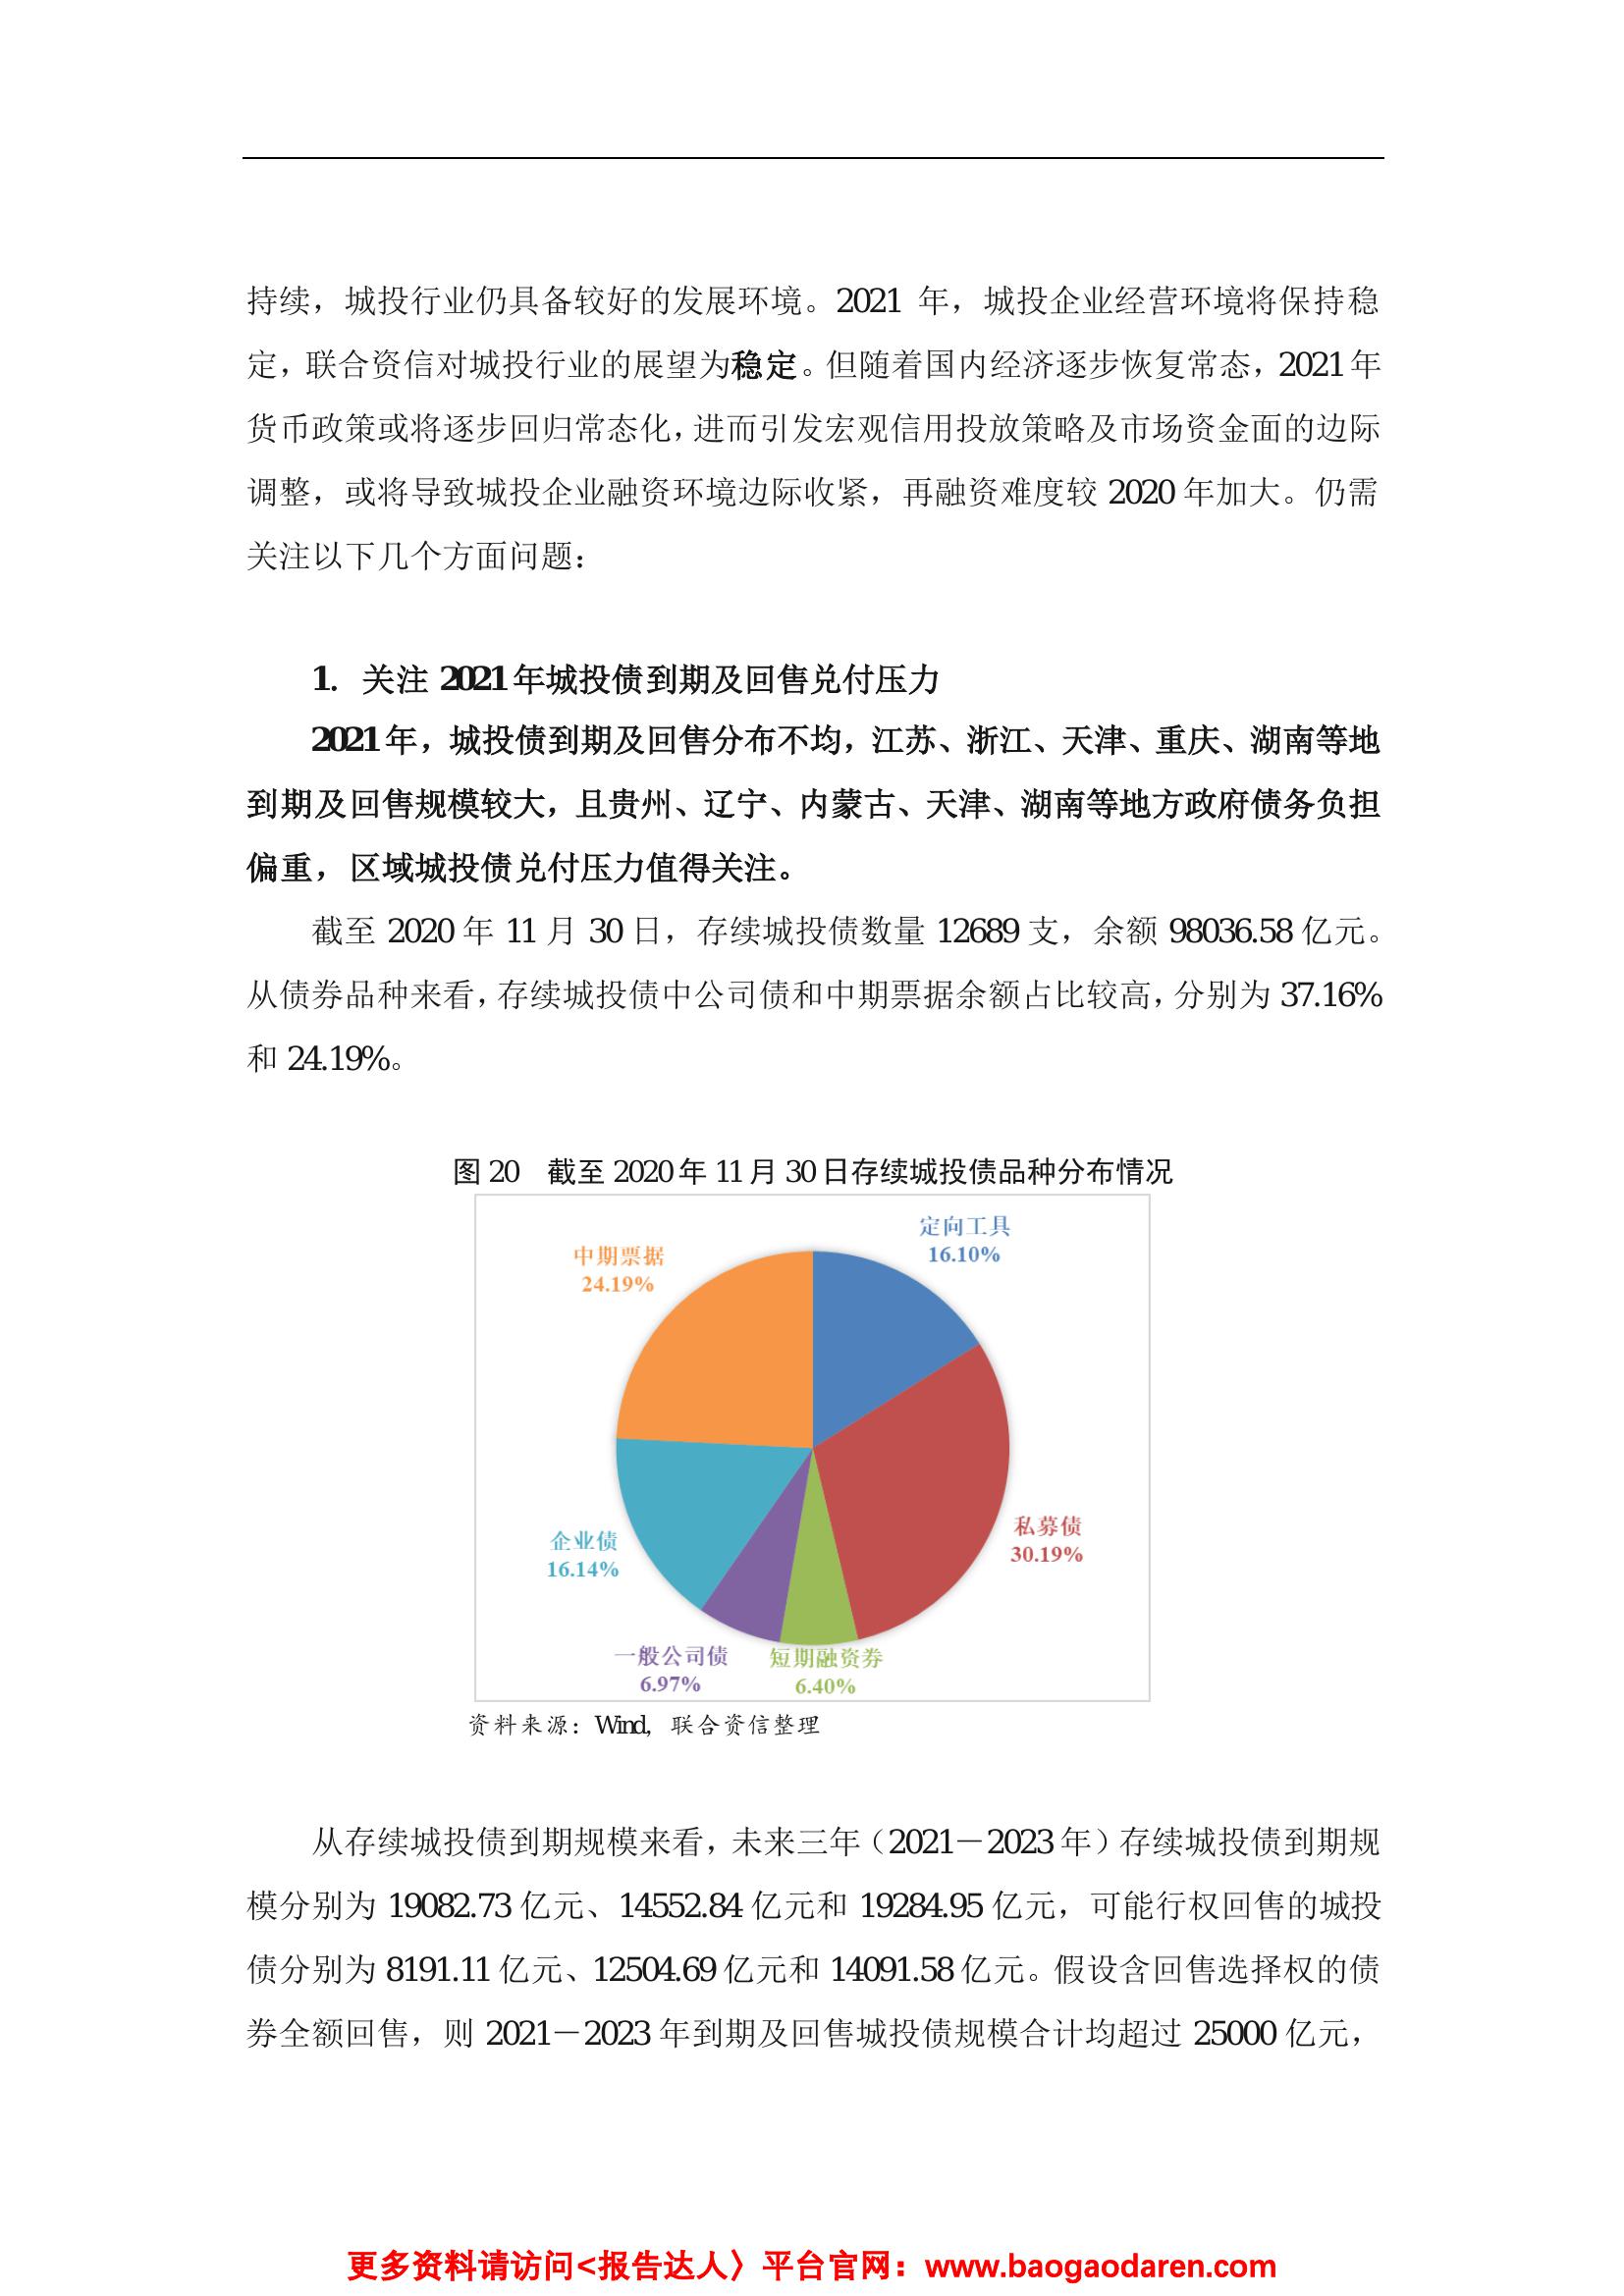 持续，城投行业仍具备较好的发展环境。2021 年，城投企业经营环境将保持稳
定，联合资信对城投行业的展望为稳定。但随着国内经济逐步恢复常态，2021 年
货币政策或将逐步回归常态化，进而引发宏观信用投放策略及市场资金面的边际
调整，或将导致城投企业融资环境边际收紧，再融资难度较 2020 年加大。仍需
关注以下几个方面问题：
1. 关注 2021 年城投债到期及回售兑付压力
2021 年，城投债到期及回售分布不均，江苏、浙江、天津、重庆、湖南等地
到期及回售规模较大，且贵州、辽宁、内蒙古、天津、湖南等地方政府债务负担
偏重，区域城投债兑付压力值得关注。
截至 2020 年 11 月 30 日，存续城投债数量 12689 支，余额 98036.58 亿元。
从债券品种来看，存续城投债中公司债和中期票据余额占比较高，分别为 37.16%
和 24.19%。
图 20 截至 2020 年 11 月 30 日存续城投债品种分布情况
定向工具
16.10%
中期票据
24.19%
私募债
30.19%
企业债
16.14%
一般公司债
6.97%
短期融资券
6.40%
资料来源：Wind，联合资信整理
从存续城投债到期规模来看，未来三年（2021－2023 年）存续城投债到期规
模分别为 19082.73 亿元、14552.84 亿元和 19284.95 亿元，可能行权回售的城投
债分别为 8191.11 亿元、12504.69 亿元和 14091.58 亿元。假设含回售选择权的债
券全额回售，则 2021－2023 年到期及回售城投债规模合计均超过 25000 亿元，
更多资料请访问<报告达人〉平台官网：www.baogaodaren.com